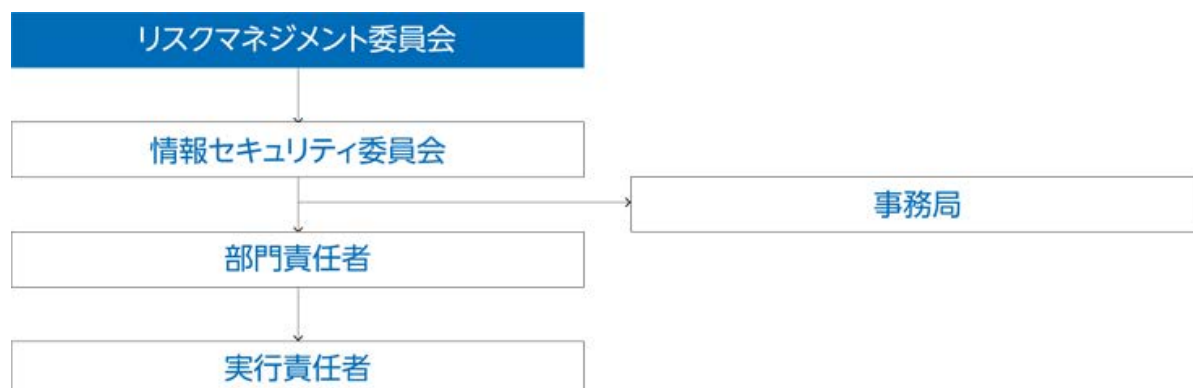 リスクマネジメント委員会
情報セキュリティ委員会
事務局
部門責任者
実行責任者